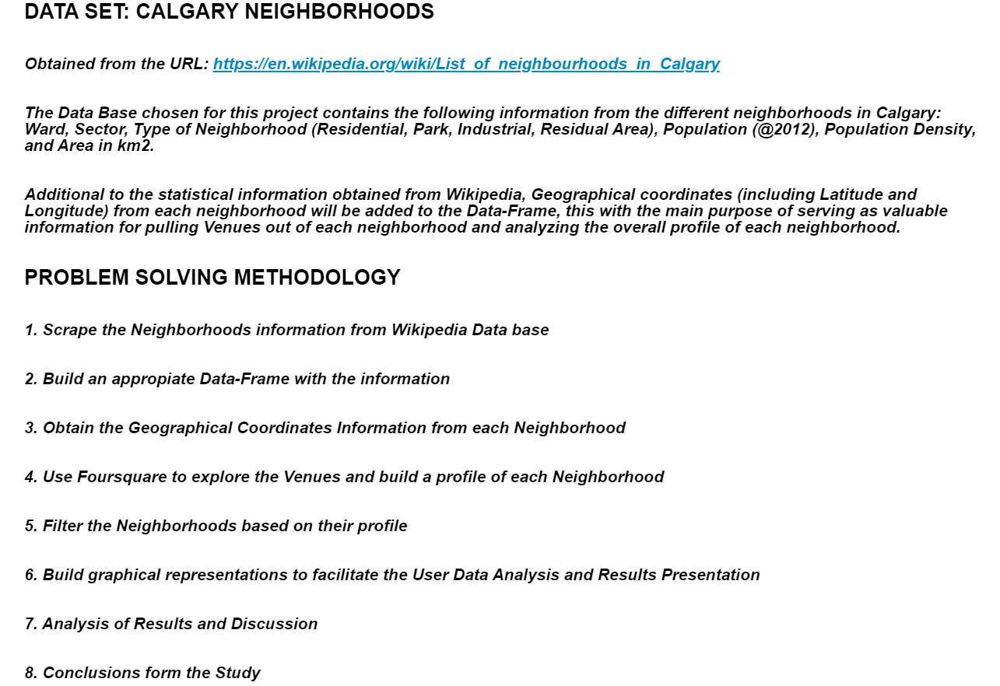 DATA SET: CALGARY NEIGHBORHOODS
Obtained from the URL: https://en.wikipedia.org/wiki/List_of_neighbourhoods_in_Calgary
The Data Base chosen for this project contains the following information from the different neighborhoods in Calgary:
Ward, Sector, Type of Neighborhood (Residential, Park, Industrial, Residual Area), Population (@2012), Population Density,
and Area in km2.
Additional to the statistical information obtained from Wikipedia, Geographical coordinates (including Latitude and
Longitude) from each neighborhood will be added to the Data-Frame, this with the main purpose of serving as valuable
information for pulling Venues out of each neighborhood and analyzing the overall profile of each neighborhood.
PROBLEM SOLVING METHODOLOGY
1. Scrape the Neighborhoods information from Wikipedia Data base
2. Build an appropiate Data-Frame with the information
3. Obtain the Geographical Coordinates Information from each Neighborhood
4. Use Foursquare to explore the Venues and build a profile of each Neighborhood
5. Filter the Neighborhoods based on their profile
6. Build graphical representations to facilitate the User Data Analysis and Results Presentation
7. Analysis of Results and Discussion
8. Conclusions form the Study